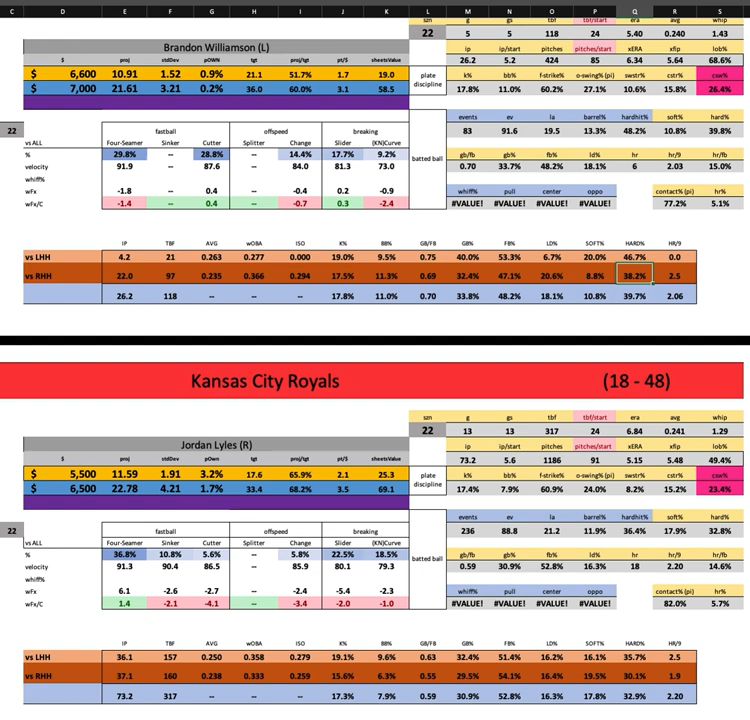 C D E F G H I J K L M N O P Q R S
szn g gs tbf tbf/start era avg whip
22 5 5 118 24 5.40 0.240 1.43
Brandon Williamson (L)
ip ip/start pitches pitches/start xERA xfip lob%
26.2 5.2 424 85 6.34 5.64 68.6%
$ proj stdDev pOWN tgt proj/tgt pt/$ sheetsValue
$ 6,600 10.91 1.52 0.9% 21.1 51.7% 1.7 19.0
$ 7,000 21.61 3.21 0.2% 36.0 60.0% 3.1 58.5
plate discipline
k% bb% f-strike% o-swing% (pi) swstr% cstr% csw%
17.8% 11.0% 60.2% 27.1% 10.6% 15.8% 26.4%
events ev la barrel% hardhit% soft% hard%
83 91.6 19.5 13.3% 48.2% 10.8% 39.8%
22
fastball offspeed breaking
vs ALL Four-Seamer Sinker Cutter Splitter Change Slider (KN)Curve
% 29.8% -- 28.8% -- 14.4% 17.7% 9.2%
velocity 91.9 -- 87.6 -- 84.0 81.3 73.0
whiff%
wFx -1.8 -- 0.4 -- -0.4 0.2 -0.9
wFx/C -1.4 -- 0.4 -- -0.7 0.3 -2.4
batted ball
gb/fb gb% fb% ld% hr hr/9 hr/fb
0.70 33.7% 48.2% 18.1% 6 2.03 15.0%
whiff% pull center oppo contact% (pi) hr%
#VALUE! #VALUE! #VALUE! #VALUE! 77.2% 5.1%
IP TBF AVG wOBA ISO K% BB% GB/FB GB% FB% LD% SOFT% HARD% HR/9
vs LHH 4.2 21 0.263 0.277 0.000 19.0% 9.5% 0.75 40.0% 53.3% 6.7% 20.0% 46.7% 0.0
vs RHH 22.0 97 0.235 0.366 0.294 17.5% 11.3% 0.69 32.4% 47.1% 20.6% 8.8% 38.2% 2.5
26.2 118 -- -- -- 17.8% 11.0% 0.70 33.8% 48.2% 18.1% 10.8% 39.7% 2.06
Kansas City Royals (18 - 48)
szn g gs tbf tbf/start era avg whip
22 13 13 317 24 6.84 0.241 1.29
Jordan Lyles (R)
ip ip/start pitches pitches/start xERA xfip lob%
73.2 5.6 1186 91 5.15 5.48 49.4%
$ proj stdDev pOwn tgt proj/tgt pt/$ sheetsValue
$ 5,500 11.59 1.91 3.2% 17.6 65.9% 2.1 25.3
$ 6,500 22.78 4.21 1.7% 33.4 68.2% 3.5 69.1
plate discipline
k% bb% f-strike% o-swing% (pi) swstr% cstr% csw%
17.4% 7.9% 60.9% 24.0% 8.2% 15.2% 23.4%
events ev la barrel% hardhit% soft% hard%
236 88.8 21.2 11.9% 36.4% 17.9% 32.8%
22
fastball offspeed breaking
vs ALL Four-Seamer Sinker Cutter Splitter Change Slider (KN)Curve
% 36.8% 10.8% 5.6% -- 5.8% 22.5% 18.5%
velocity 91.3 90.4 86.5 -- 85.9 80.1 79.3
whiff%
wFx 6.1 -2.6 -2.7 -- -2.4 -5.4 -2.3
wFx/C 1.4 -2.1 -4.1 -- -3.4 -2.0 -1.0
batted ball
gb/fb gb% fb% ld% hr hr/9 hr/fb
0.59 30.9% 52.8% 16.3% 18 2.20 14.6%
whiff% pull center oppo contact% (pi) hr%
#VALUE! #VALUE! #VALUE! #VALUE! 82.0% 5.7%
IP TBF AVG wOBA ISO K% BB% GB/FB GB% FB% LD% SOFT% HARD% HR/9
vs LHH 36.1 157 0.250 0.358 0.279 19.1% 9.6% 0.63 32.4% 51.4% 16.2% 16.1% 35.7% 2.5
vs RHH 37.1 160 0.238 0.333 0.259 15.6% 6.3% 0.55 29.5% 54.1% 16.4% 19.5% 30.1% 1.9
73.2 317 -- -- -- 17.3% 7.9% 0.59 30.9% 52.8% 16.3% 17.8% 32.9% 2.20